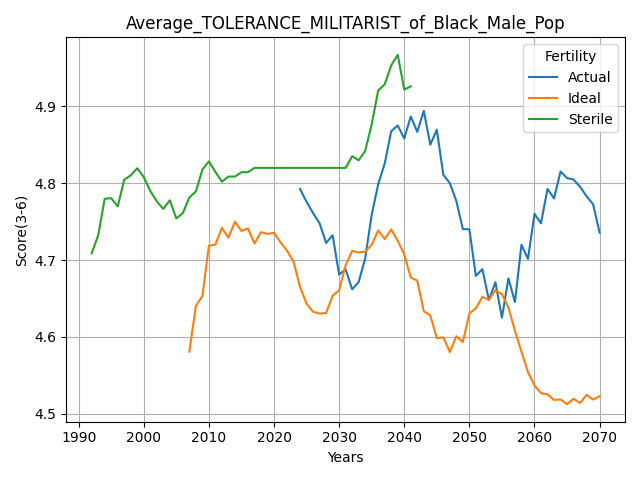 Average_TOLERANCE_MILITARIST_of_Black_Male_Pop
Fertility
Actual
Ideal
Sterile
Score(3-6)
4.9
4.8
4.7
4.6
4.5
1990 2000 2010 2020 2030 2040 2050 2060 2070
Years